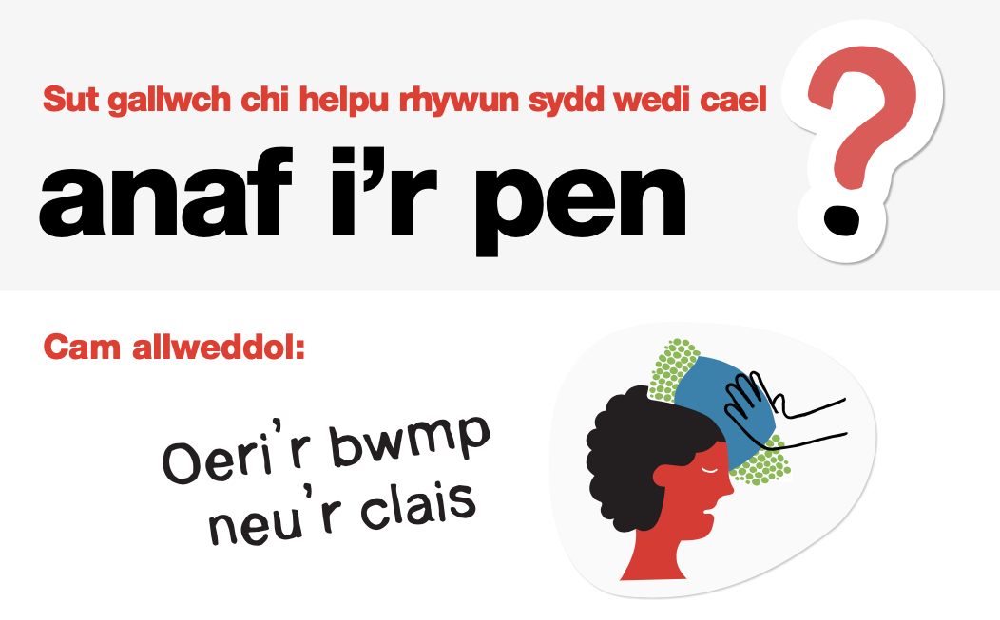 Sut gallwch chi helpu rhywun sydd wedi cael
anaf i’r pen
?
Cam allweddol:
Oeri’r bwmp
neu’r clais